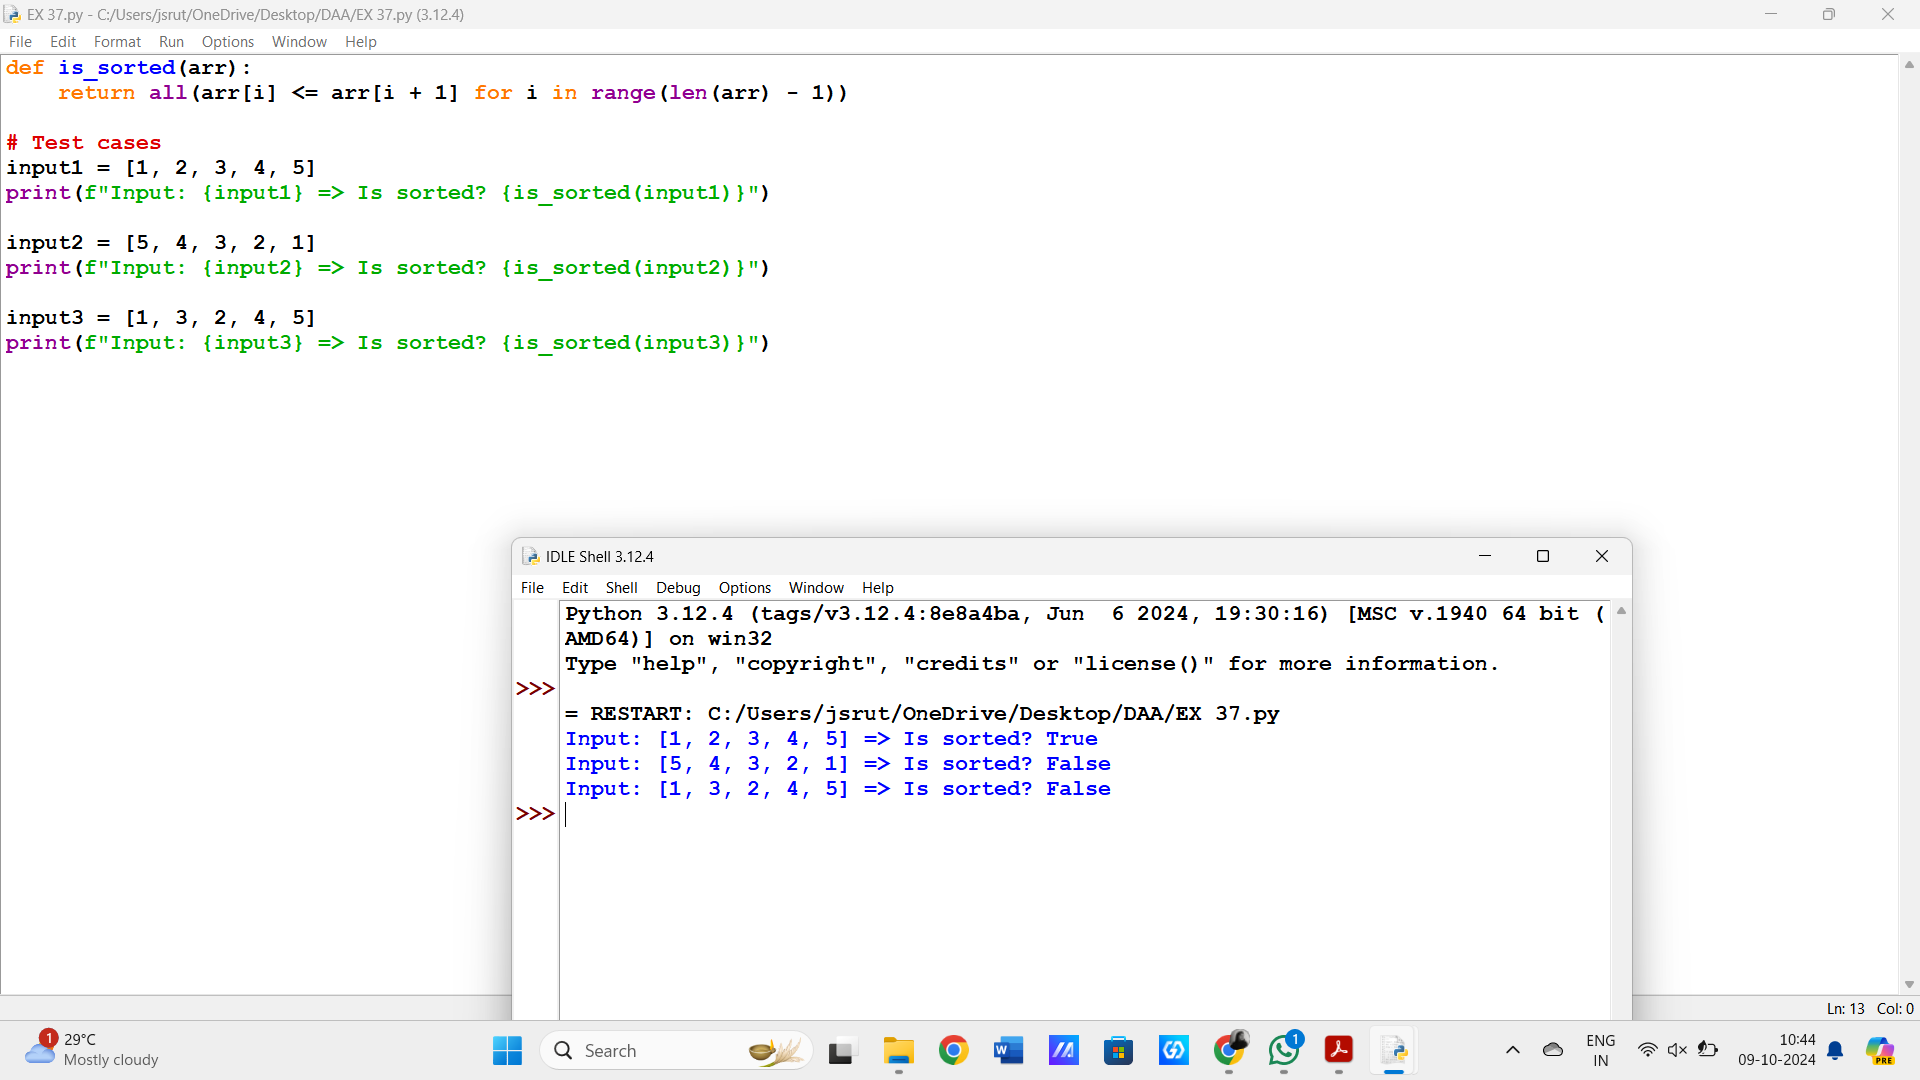 EX 37.py - C:/Users/jsrut/OneDrive/Desktop/DAA/EX 37.py (3.12.4)
File Edit Format Run Options Window Help
def is_sorted(arr):
    return all(arr[i] <= arr[i + 1] for i in range(len(arr) - 1))
# Test cases
input1 = [1, 2, 3, 4, 5]
print(f"Input: {input1} => Is sorted? {is_sorted(input1)}")
input2 = [5, 4, 3, 2, 1]
print(f"Input: {input2} => Is sorted? {is_sorted(input2)}")
input3 = [1, 3, 2, 4, 5]
print(f"Input: {input3} => Is sorted? {is_sorted(input3)}")
IDLE Shell 3.12.4
File Edit Shell Debug Options Window Help
Python 3.12.4 (tags/v3.12.4:8e8a4ba, Jun  6 2024, 19:30:16) [MSC v.1940 64 bit (
AMD64)] on win32
Type "help", "copyright", "credits" or "license()" for more information.
>>>
= RESTART: C:/Users/jsrut/OneDrive/Desktop/DAA/EX 37.py
Input: [1, 2, 3, 4, 5] => Is sorted? True
Input: [5, 4, 3, 2, 1] => Is sorted? False
Input: [1, 3, 2, 4, 5] => Is sorted? False
>>>
Ln: 13 Col: 0
1 29°C
Mostly cloudy
Search
W
1
ENG
IN
10:44
09-10-2024
PRE